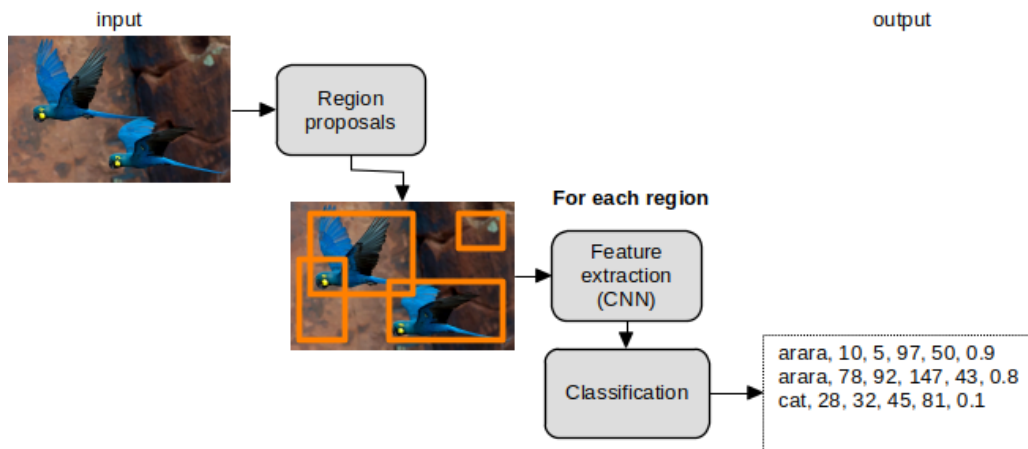 input
output
Region
proposals
For each region
Feature
extraction
(CNN)
Classification
arara, 10, 5, 97, 50, 0.9
arara, 78, 92, 147, 43, 0.8
cat, 28, 32, 45, 81, 0.1